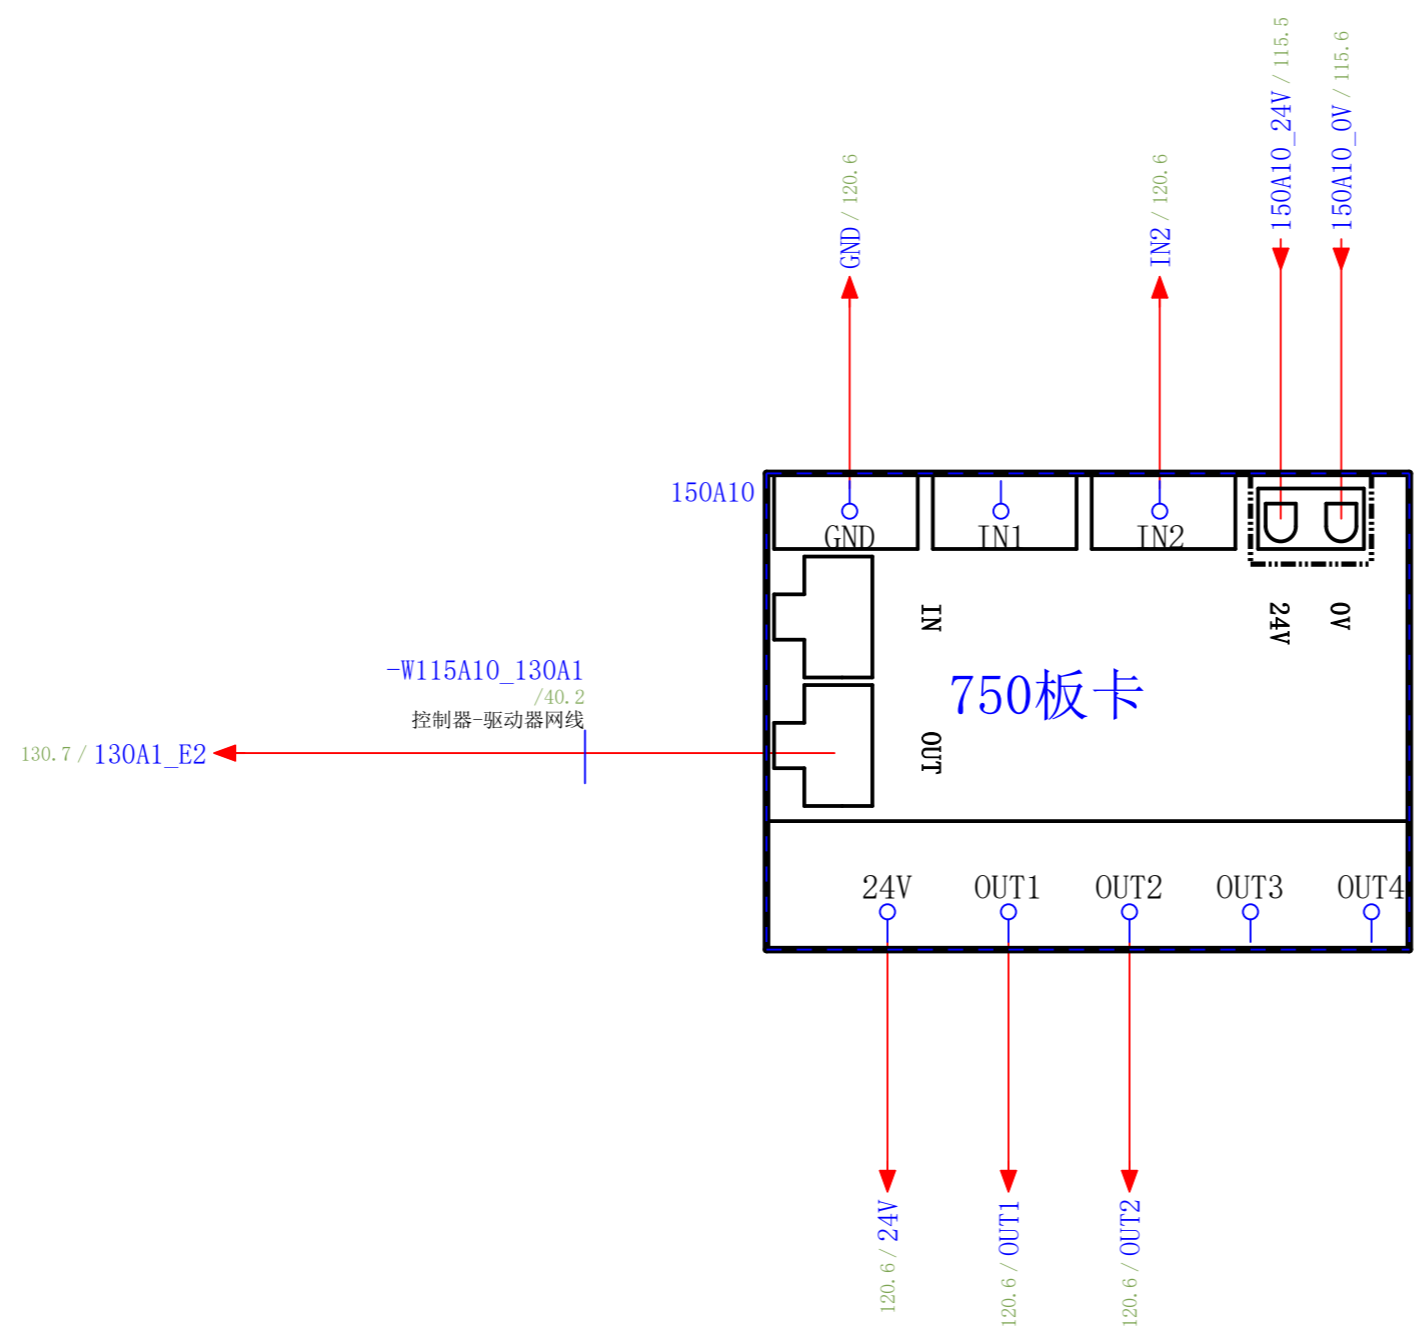 150A10_24V / 115.5
150A10_0V / 115.6
GND / 120.6
IN2 / 120.6
150A10
GND
IN1
IN2
24V
0V
IN
-W115A10_130A1
/40.2
控制器-驱动器网线
750板卡
OUT
130.7 / 130A1_E2
24V
OUT1
OUT2
OUT3
OUT4
120.6 / 24V
120.6 / OUT1
120.6 / OUT2